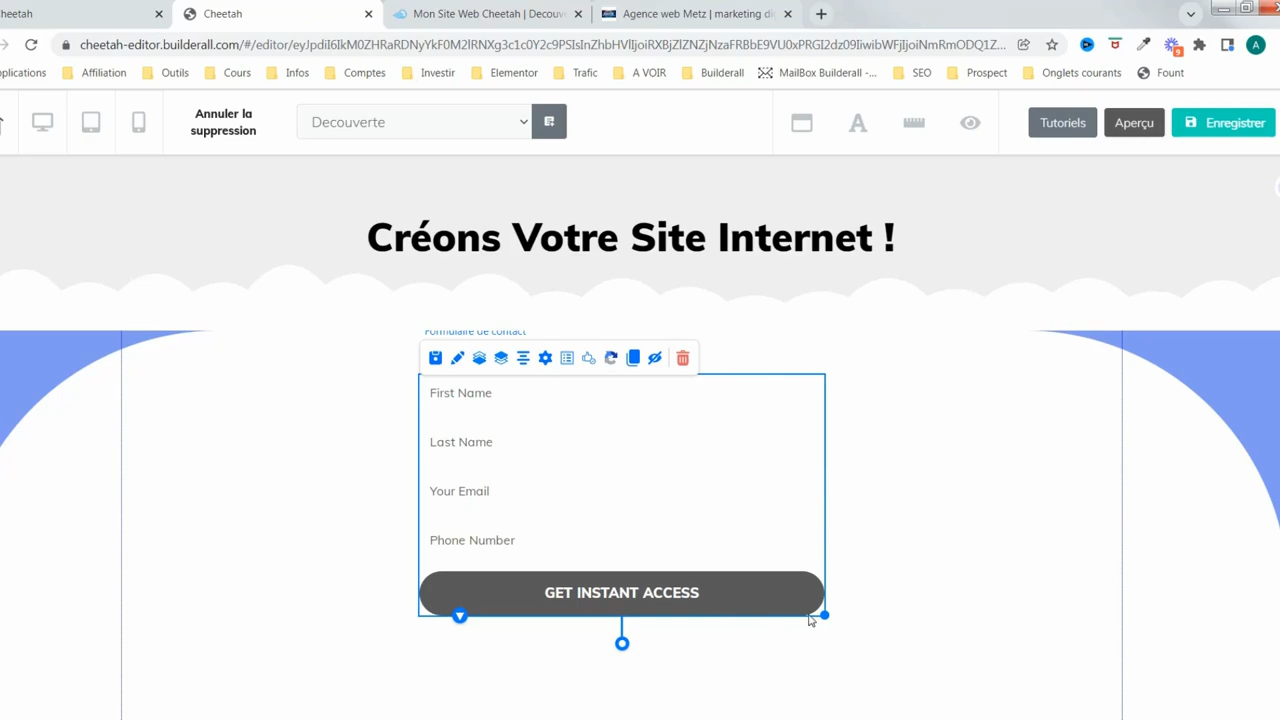 heetah
Cheetah
Mon Site Web Cheetah | Decouv
Agence web Metz | marketing di
cheetah-editor.builderall.com/#/editor/
plications
Affiliation
Outils
Cours
Infos
Comptes
Investir
Elementor
Trafic
A VOIR
Builderall
MailBox Builderall -...
SEO
Prospect
Onglets courants
Fount
9
A
Annuler la
suppression
Decouverte
Tutoriels
Aperçu
Enregistrer
Créons Votre Site Internet !
Formulaire de contact
First Name
Last Name
Your Email
Phone Number
GET INSTANT ACCESS